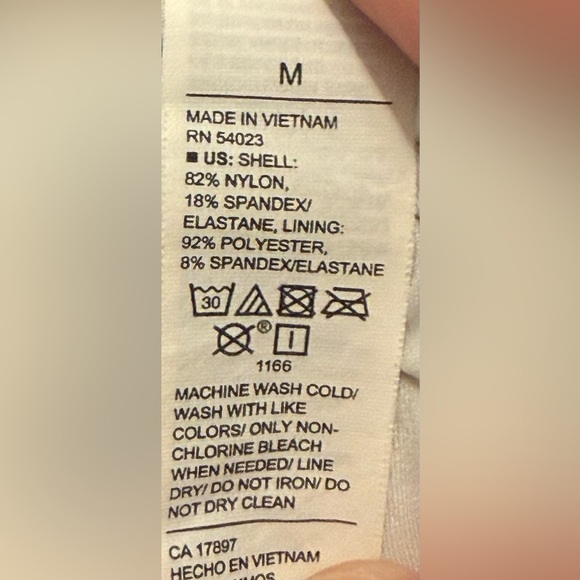 M
MADE IN VIETNAM
RN 54023
■ US: SHELL:
82% NYLON,
18% SPANDEX/
ELASTANE, LINING:
92% POLYESTER,
8% SPANDEX/ELASTANE
30
®
1166
MACHINE WASH COLD/
WASH WITH LIKE
COLORS/ ONLY NON-
CHLORINE BLEACH
WHEN NEEDED/ LINE
DRY/ DO NOT IRON/ DO
NOT DRY CLEAN
CA 17897
HECHO EN VIETNAM